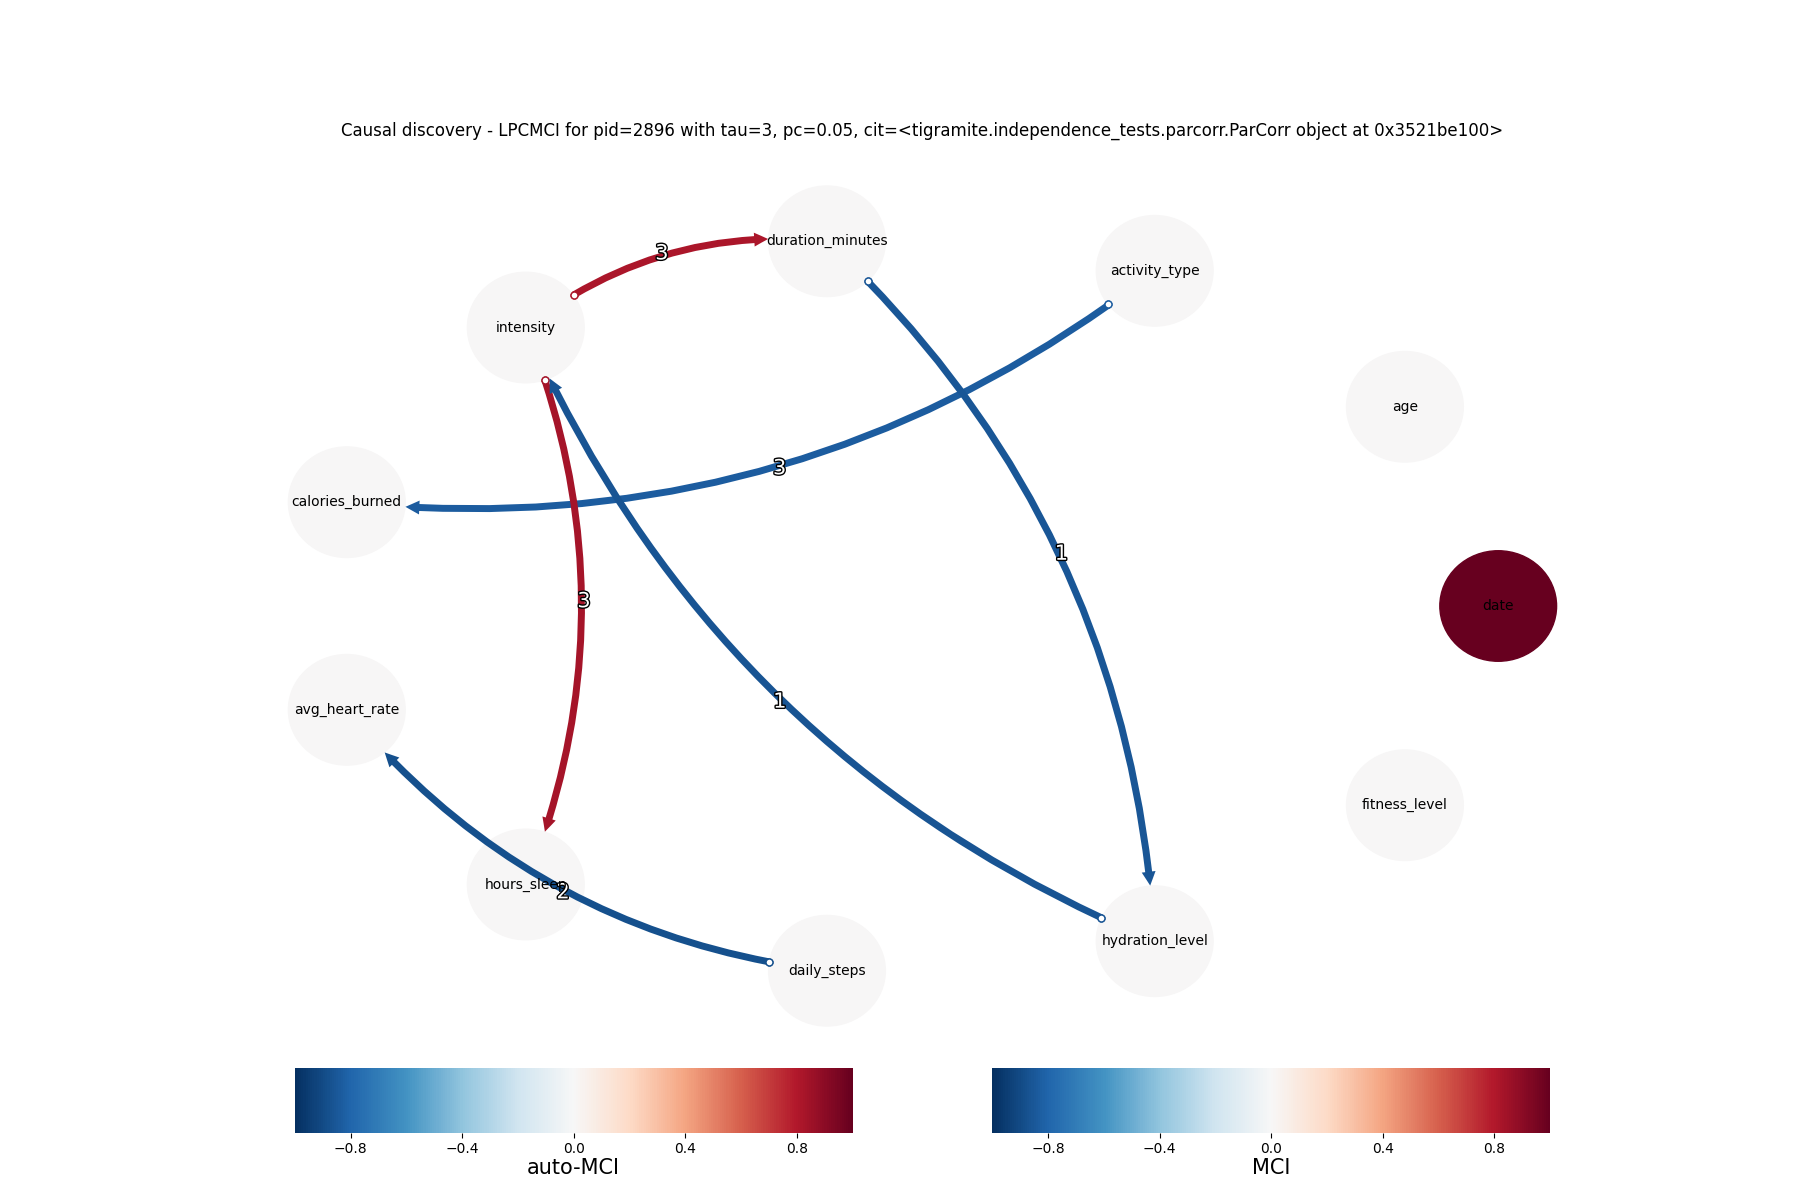 Causal discovery - LPCMCI for pid=2896 with tau=3, pc=0.05, cit=<tigramite.independence_tests.parcorr.ParCorr object at 0x3521be100>
duration_minutes
3
activity_type
intensity
age
3
calories_burned
1
3
date
1
avg_heart_rate
fitness_level
hours_slee
2
hydration_level
daily_steps
−0.8 −0.4 0.0 0.4 0.8
auto-MCI
−0.8 −0.4 0.0 0.4 0.8
MCI